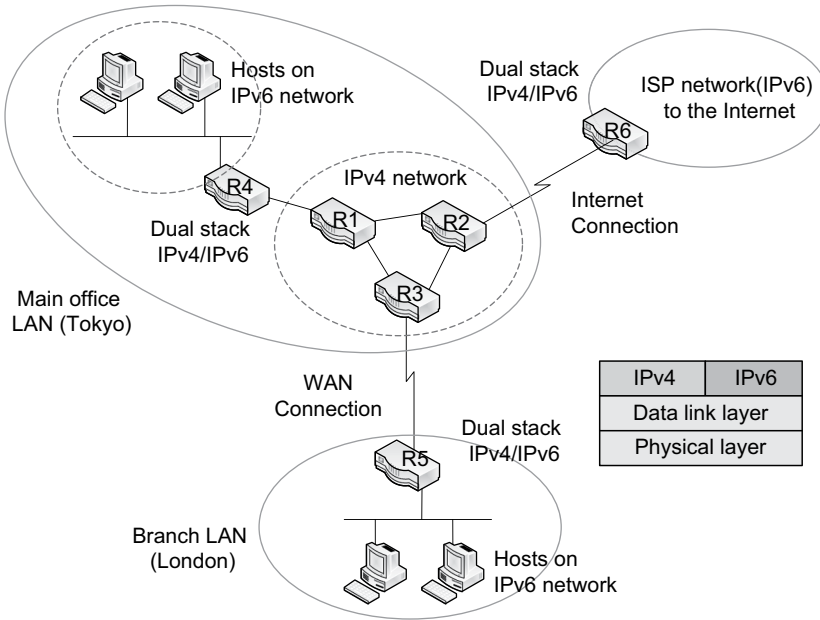 Hosts on
IPv6 network
Dual stack
IPv4/IPv6
ISP network(IPv6)
to the Internet
R6
R4
IPv4 network
R1
R2
Internet
Connection
Dual stack
IPv4/IPv6
R3
Main office
LAN (Tokyo)
WAN
Connection
IPv4
IPv6
Data link layer
Physical layer
Dual stack
IPv4/IPv6
R5
Branch LAN
(London)
Hosts on
IPv6 network